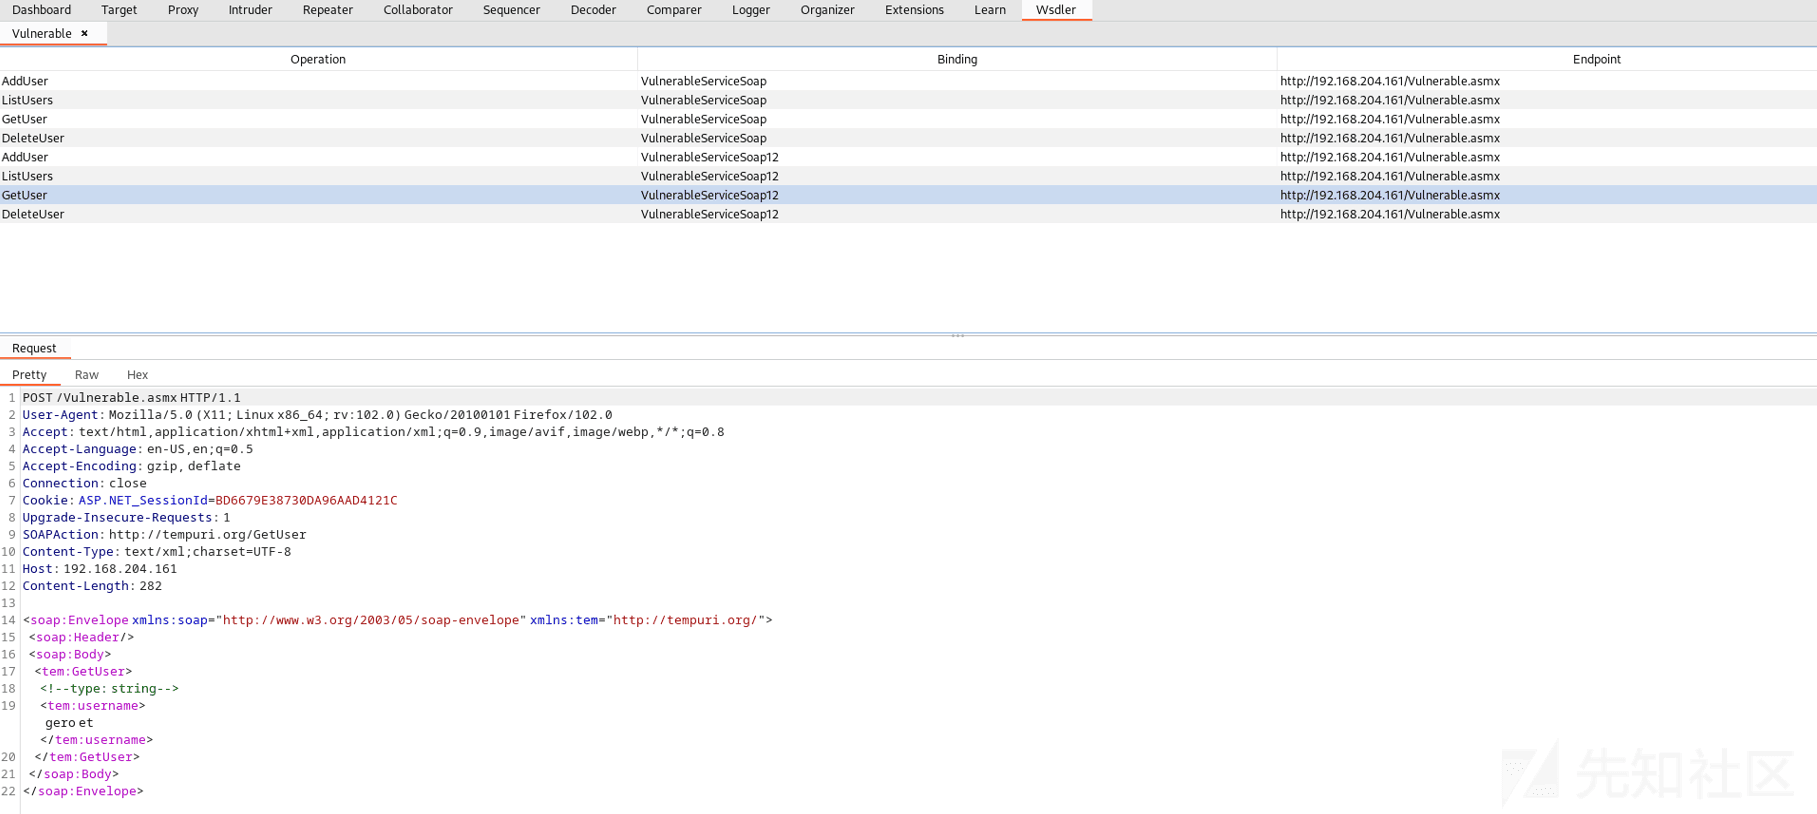 Dashboard Target Proxy Intruder Repeater Collaborator Sequencer Decoder Comparer Logger Organizer Extensions Learn Wsdler
Vulnerable ×
Operation Binding Endpoint
AddUser VulnerableServiceSoap http://192.168.204.161/Vulnerable.asmx
ListUsers VulnerableServiceSoap http://192.168.204.161/Vulnerable.asmx
GetUser VulnerableServiceSoap http://192.168.204.161/Vulnerable.asmx
DeleteUser VulnerableServiceSoap http://192.168.204.161/Vulnerable.asmx
AddUser VulnerableServiceSoap12 http://192.168.204.161/Vulnerable.asmx
ListUsers VulnerableServiceSoap12 http://192.168.204.161/Vulnerable.asmx
GetUser VulnerableServiceSoap12 http://192.168.204.161/Vulnerable.asmx
DeleteUser VulnerableServiceSoap12 http://192.168.204.161/Vulnerable.asmx
Request
Pretty Raw Hex
1 POST /Vulnerable.asmx HTTP/1.1
2 User-Agent: Mozilla/5.0 (X11; Linux x86_64; rv:102.0) Gecko/20100101 Firefox/102.0
3 Accept: text/html,application/xhtml+xml,application/xml;q=0.9,image/avif,image/webp,*/*;q=0.8
4 Accept-Language: en-US,en;q=0.5
5 Accept-Encoding: gzip, deflate
6 Connection: close
7 Cookie: ASP.NET_SessionId=BD6679E38730DA96AAD4121C
8 Upgrade-Insecure-Requests: 1
9 SOAPAction: http://tempuri.org/GetUser
10 Content-Type: text/xml;charset=UTF-8
11 Host: 192.168.204.161
12 Content-Length: 282
13
14 <soap:Envelope xmlns:soap="http://www.w3.org/2003/05/soap-envelope" xmlns:tem="http://tempuri.org/">
15 <soap:Header/>
16 <soap:Body>
17 <tem:GetUser>
18 <!--type: string-->
19 <tem:username>
gero et
</tem:username>
20 </tem:GetUser>
21 </soap:Body>
22 </soap:Envelope>
先知社区